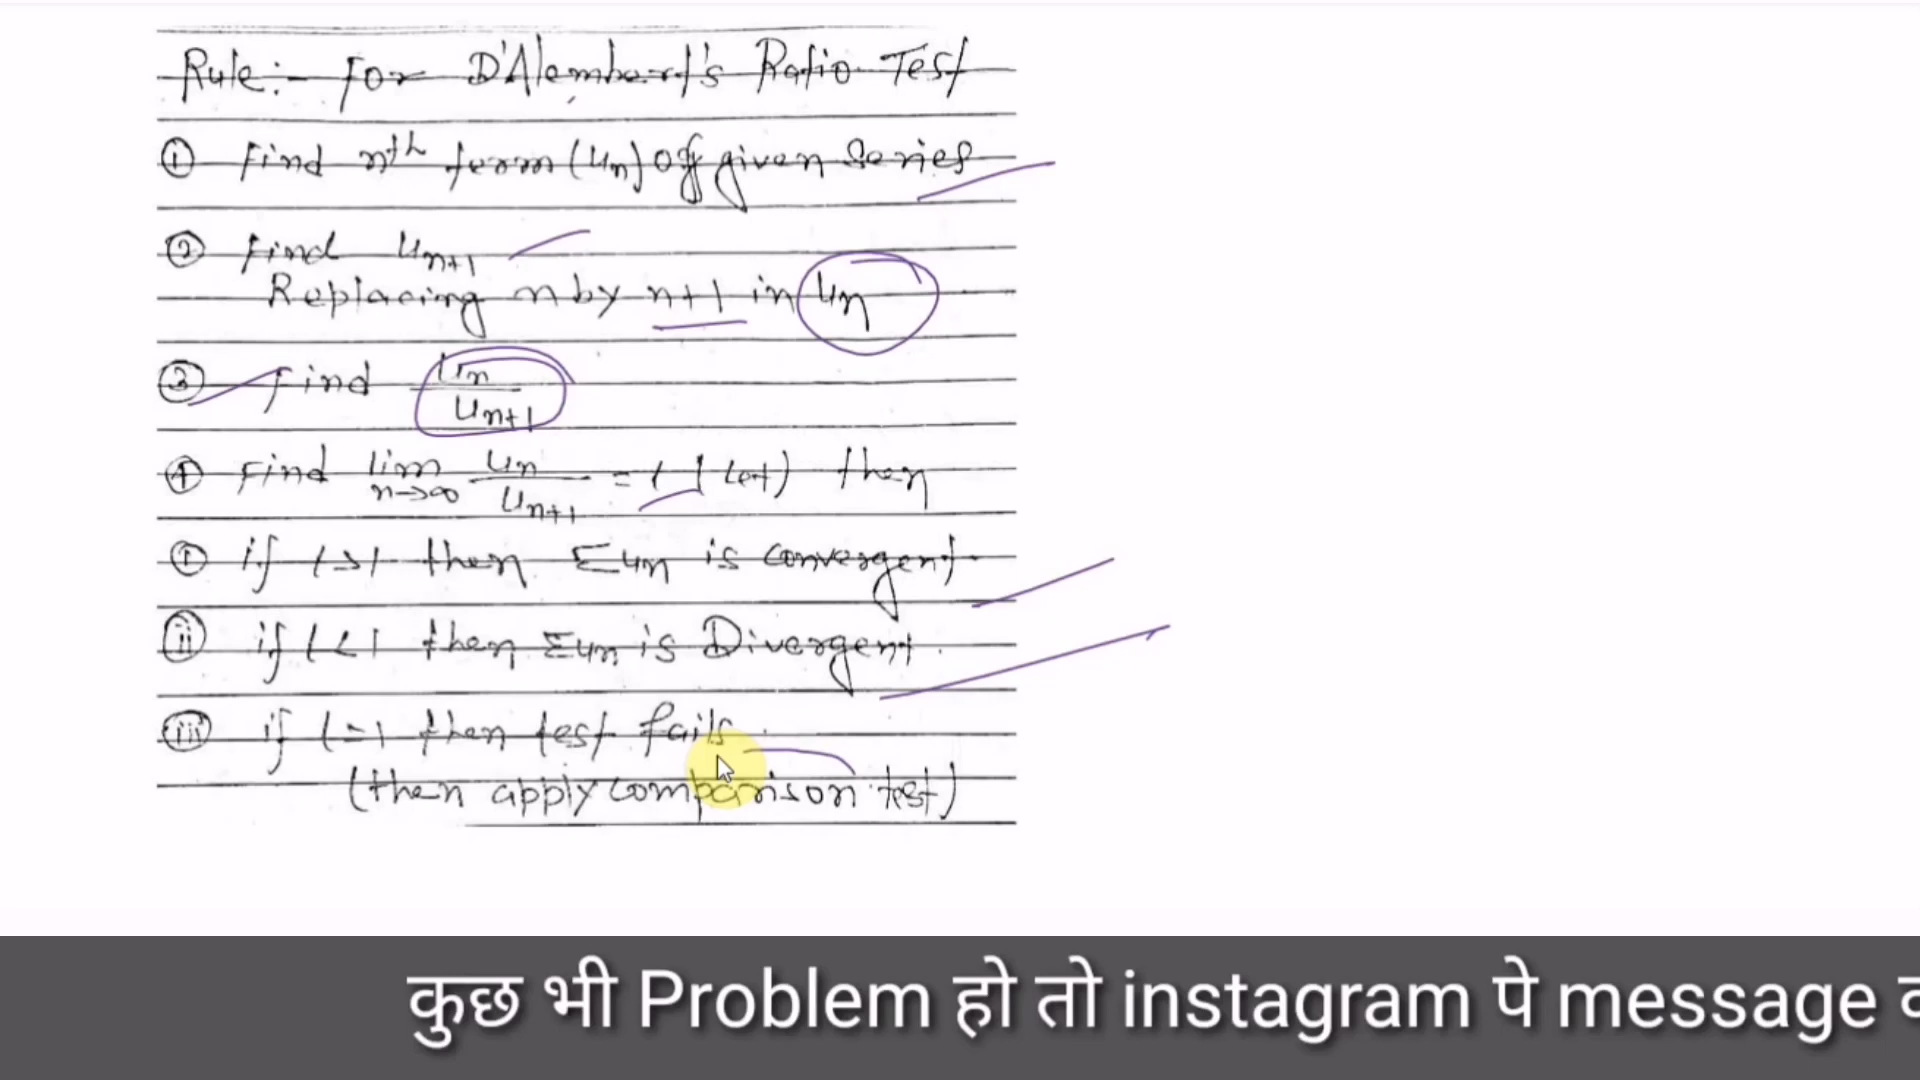 Rule:- For D'Alembert's Ratio Test
① Find nth term (un) of given series
② Find un+1
Replacing n by n+1 in un
③ Find un/un+1
④ Find lim n→∞ un/un+1 = l (let) then
① if l>1 then Σun is convergent.
ⅱ if l<1 then Σun is Divergent.
ⅲ if l=1 then test fails.
(then apply comparison test)
कुछ भी Problem हो तो instagram पे message